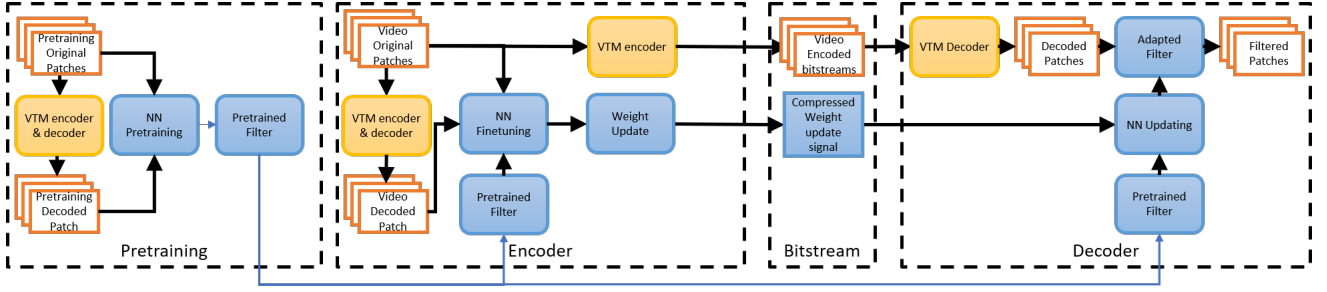 Pretraining
Original
Patches
VTM encoder
& decoder
NN
Pretraining
Pretrained
Filter
Pretraining
Decoded
Patch
Pretraining
Video
Original
Patches
VTM encoder
VTM encoder
& decoder
NN
Finetuning
Weight
Update
Video
Decoded
Patch
Pretrained
Filter
Encoder
Video
Encoded
bitstreams
Compressed
Weight
update
signal
Bitstream
VTM Decoder
Decoded
Patches
Adapted
Filter
Filtered
Patches
NN Updating
Pretrained
Filter
Decoder